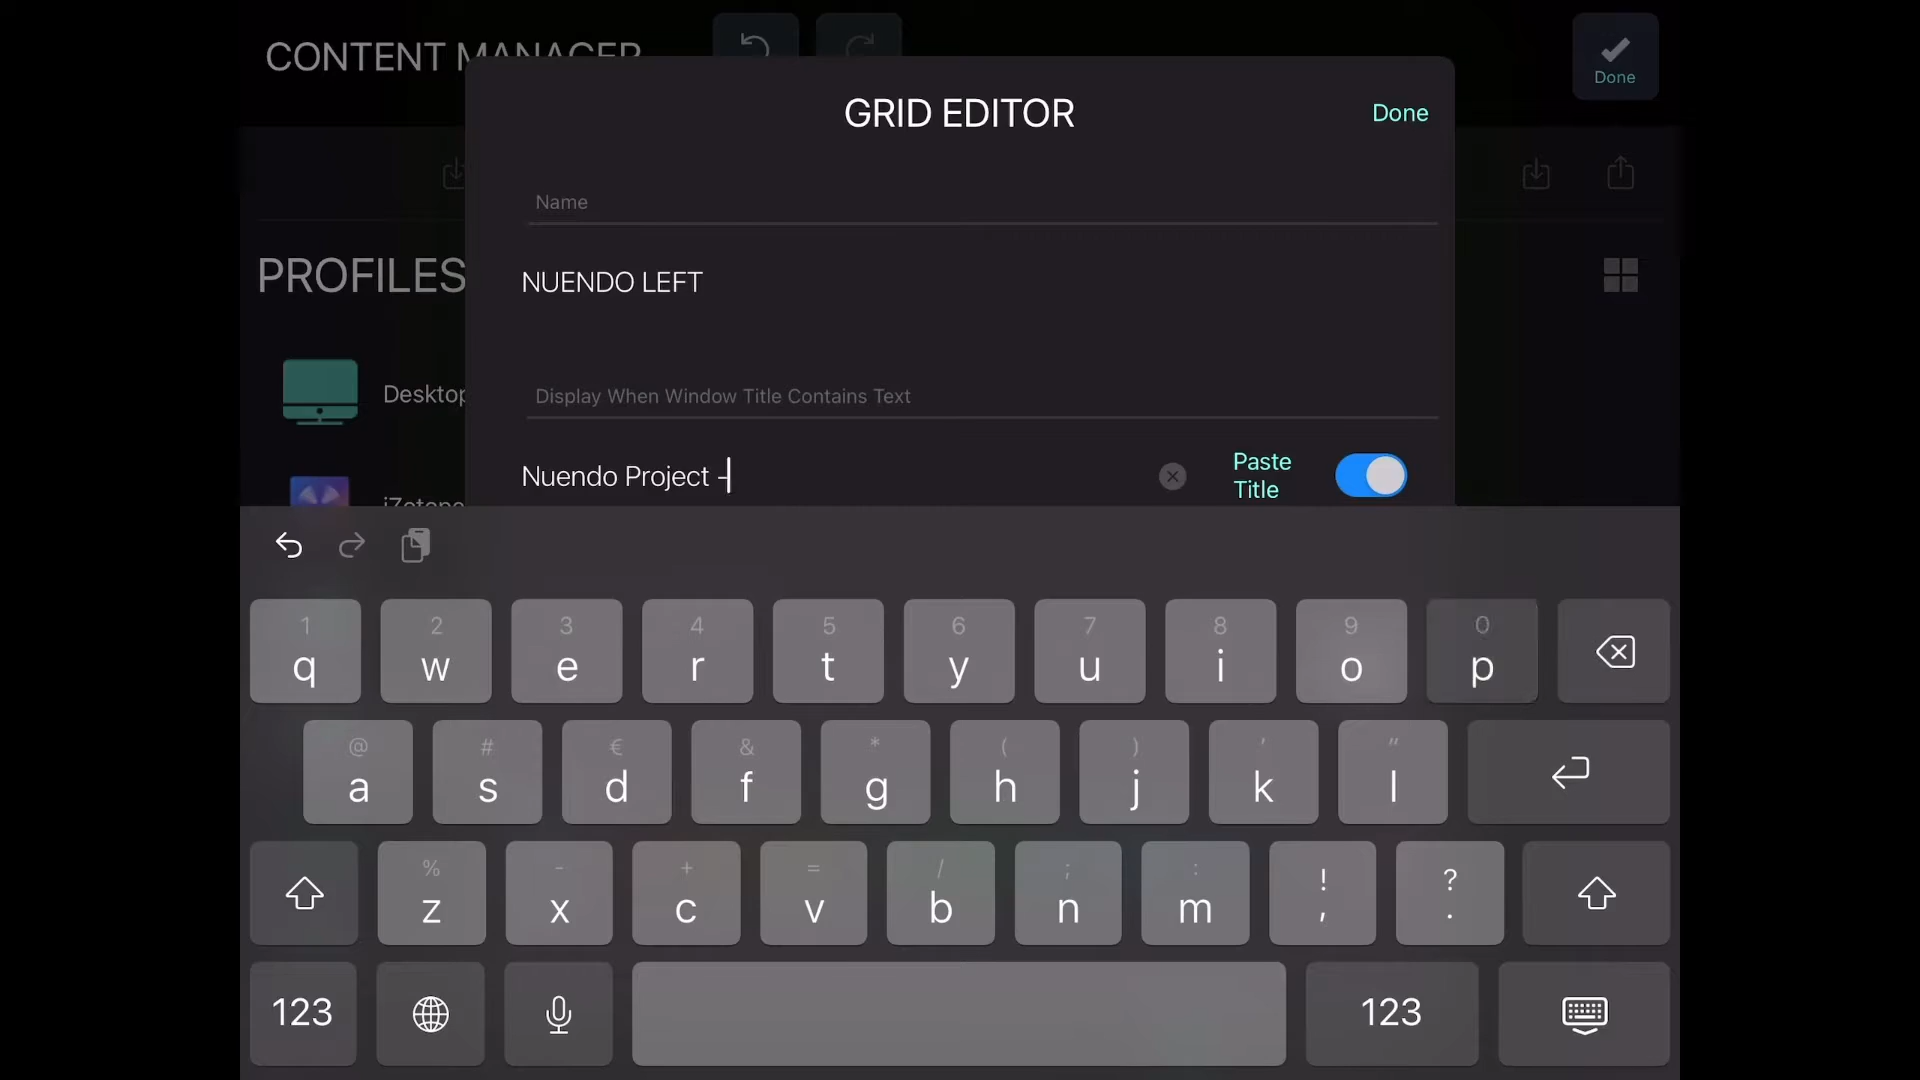 CONTENT MANAGER
Done
GRID EDITOR
Done
Name
PROFILES
NUENDO LEFT
Desktop
Display When Window Title Contains Text
Nuendo Project -
Paste
Title
1 2 3 4 5 6 7 8 9 0
q w e r t y u i o p
@ # € & * ( ) ' "
a s d f g h j k l
% - + = / ; : ! ?
z x c v b n m , .
123 123